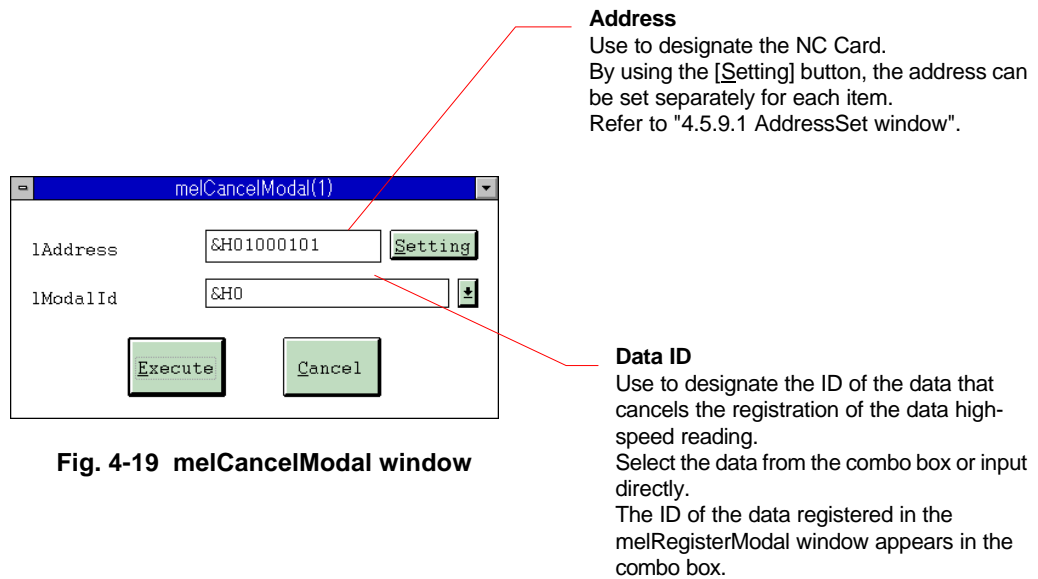 Address
Use to designate the NC Card.
By using the [Setting] button, the address can
be set separately for each item.
Refer to "4.5.9.1 AddressSet window".
melCancelModal(1)
lAddress
&H01000101
Setting
lModalId
&H0
Execute
Cancel
Data ID
Use to designate the ID of the data that
cancels the registration of the data high-
speed reading.
Select the data from the combo box or input
directly.
The ID of the data registered in the
melRegisterModal window appears in the
combo box.
Fig. 4-19 melCancelModal window